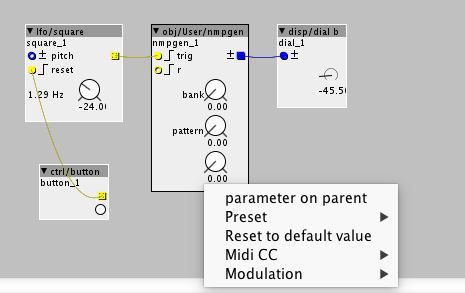 ▼ lfo/square
square_1
± pitch
reset
1.29 Hz
-24.0
▼ ctrl/button
button_1
▼ obj/User/nmpgen
nmpgen_1
trig ±
r
bank
0.00
pattern
0.00
0.00
▼ disp/dial b
dial_1
±
-45.50
parameter on parent
Preset
Reset to default value
Midi CC
Modulation